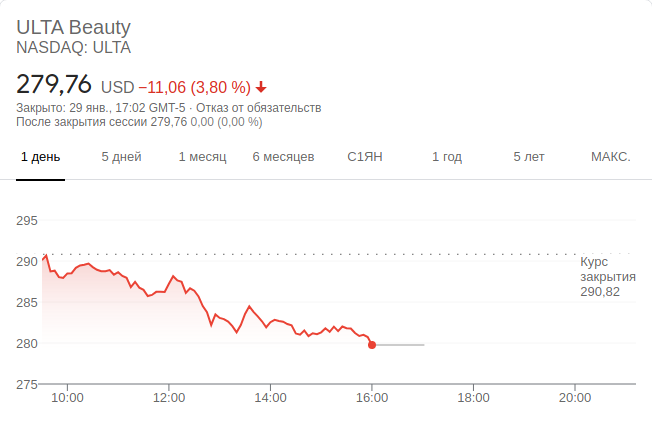 ULTA Beauty
NASDAQ: ULTA
279,76 USD −11,06 (3,80 %)
Закрыто: 29 янв., 17:02 GMT-5 · Отказ от обязательств
После закрытия сессии 279,76 0,00 (0,00 %)
1 день 5 дней 1 месяц 6 месяцев С1ЯН 1 год 5 лет МАКС.
295
290
285
280
275
Курс
закрытия
290,82
10:00 12:00 14:00 16:00 18:00 20:00